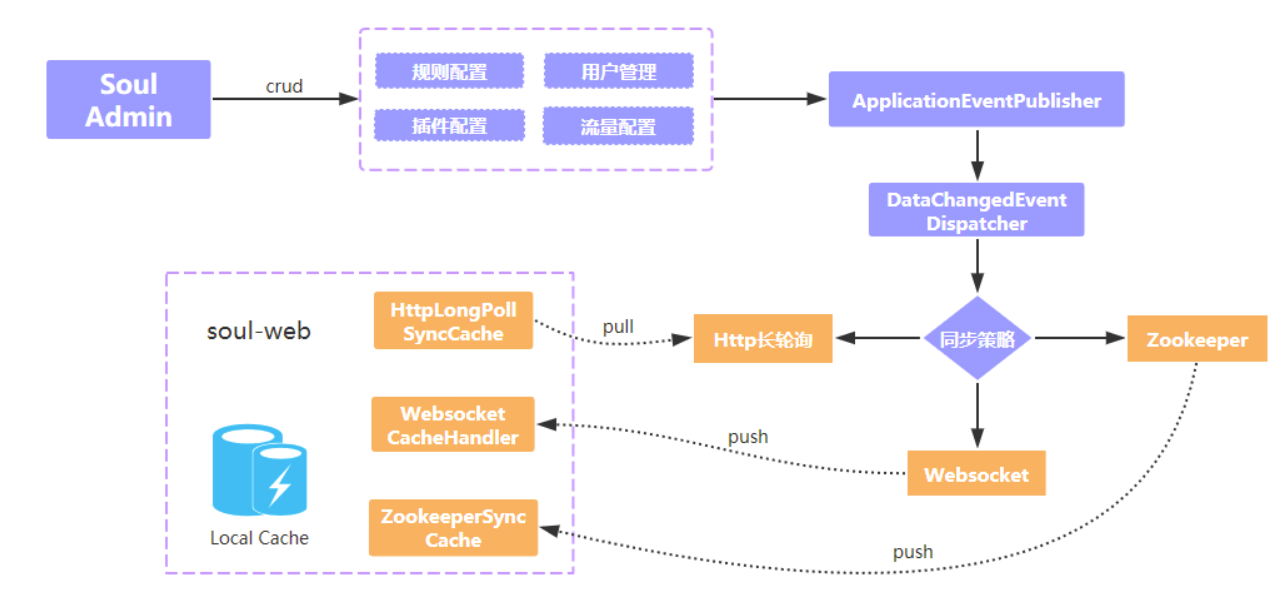 Soul
Admin
crud
规则配置
用户管理
插件配置
流量配置
ApplicationEventPublisher
DataChangedEvent
Dispatcher
soul-web
HttpLongPoll
SyncCache
pull
Http长轮询
同步策略
Zookeeper
Websocket
CacheHandler
push
Websocket
Local Cache
ZookeeperSync
Cache
push